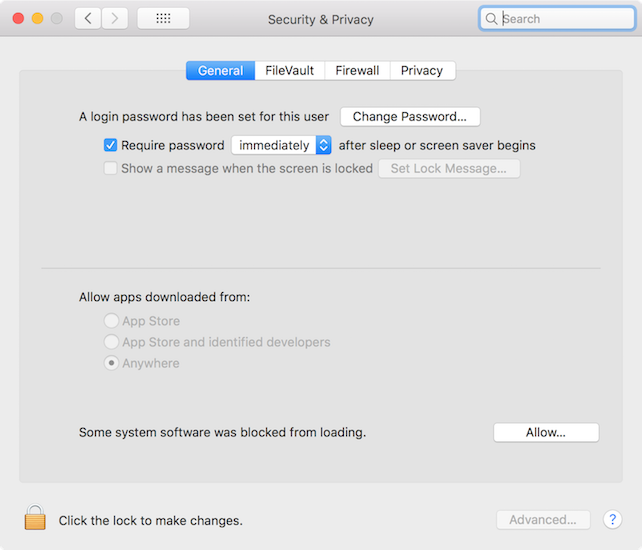 Security & Privacy
Search
General
FileVault
Firewall
Privacy
A login password has been set for this user
Change Password...
Require password immediately after sleep or screen saver begins
Show a message when the screen is locked
Set Lock Message...
Allow apps downloaded from:
App Store
App Store and identified developers
Anywhere
Some system software was blocked from loading.
Allow...
Click the lock to make changes.
Advanced...
?